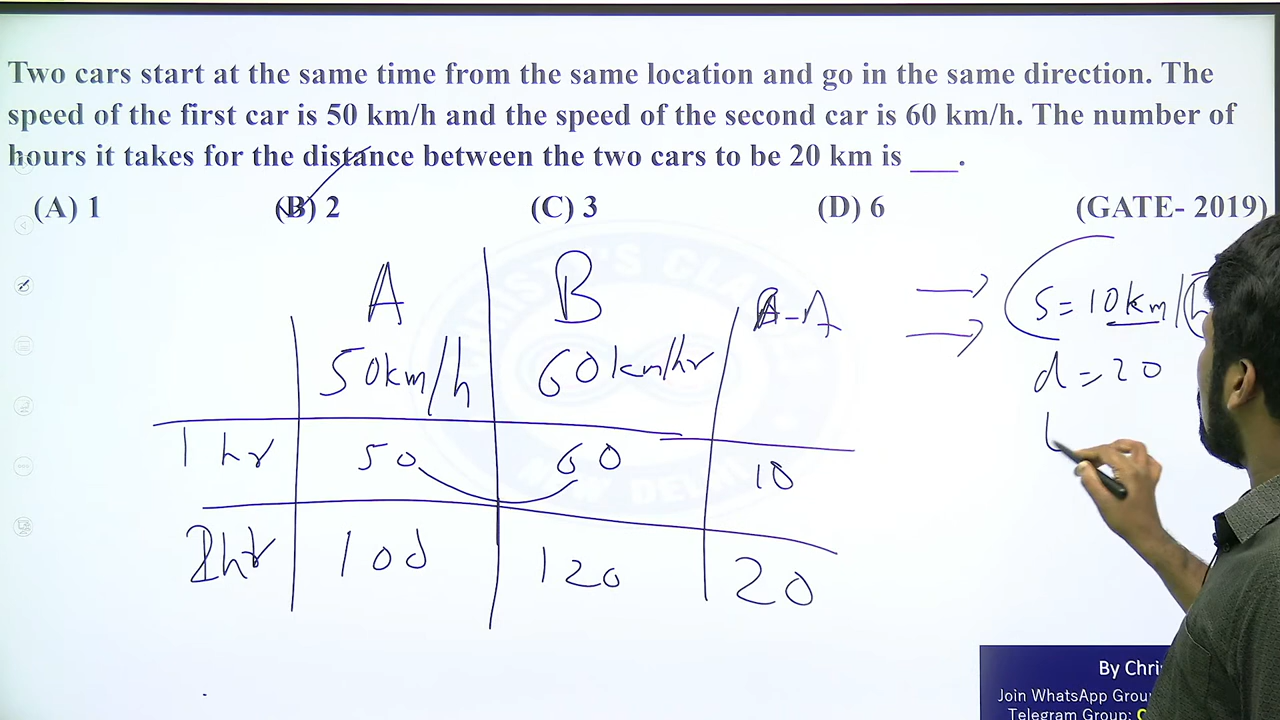 Two cars start at the same time from the same location and go in the same direction. The
speed of the first car is 50 km/h and the speed of the second car is 60 km/h. The number of
hours it takes for the distance between the two cars to be 20 km is ___.
(A) 1 (B) 2 (C) 3 (D) 6 (GATE- 2019)
A B B-A
50km/h 60km/hr
1 hr 50 60 10
2hr 100 120 20
S = 10km/h
d = 20
By Chri
Join WhatsApp Grou
Telegram Group: